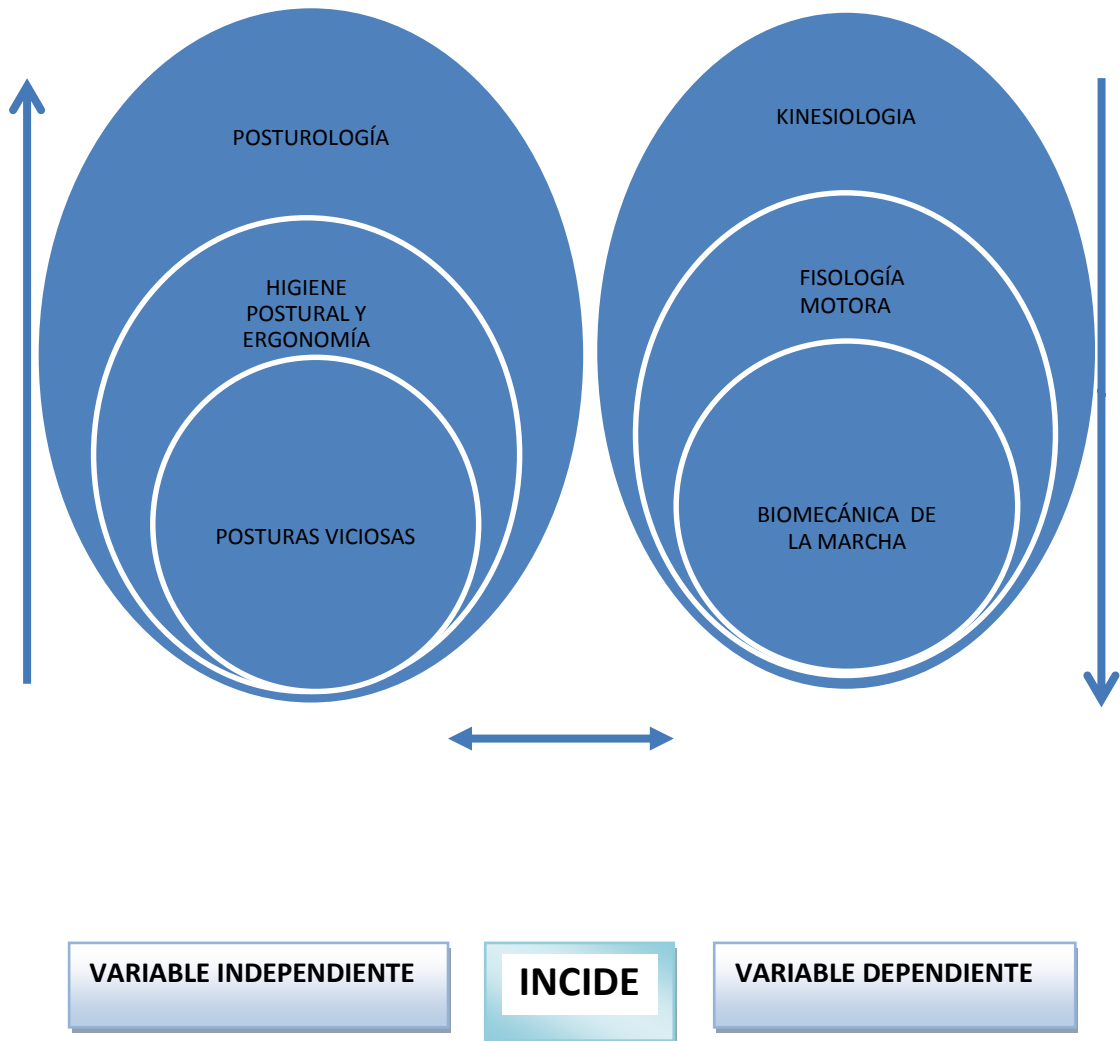 POSTUROLOGÍA
HIGIENE
POSTURAL Y
ERGONOMÍA
POSTURAS VICIOSAS
KINESIOLOGIA
FISOLOGÍA
MOTORA
BIOMECÁNICA DE
LA MARCHA
VARIABLE INDEPENDIENTE
INCIDE
VARIABLE DEPENDIENTE